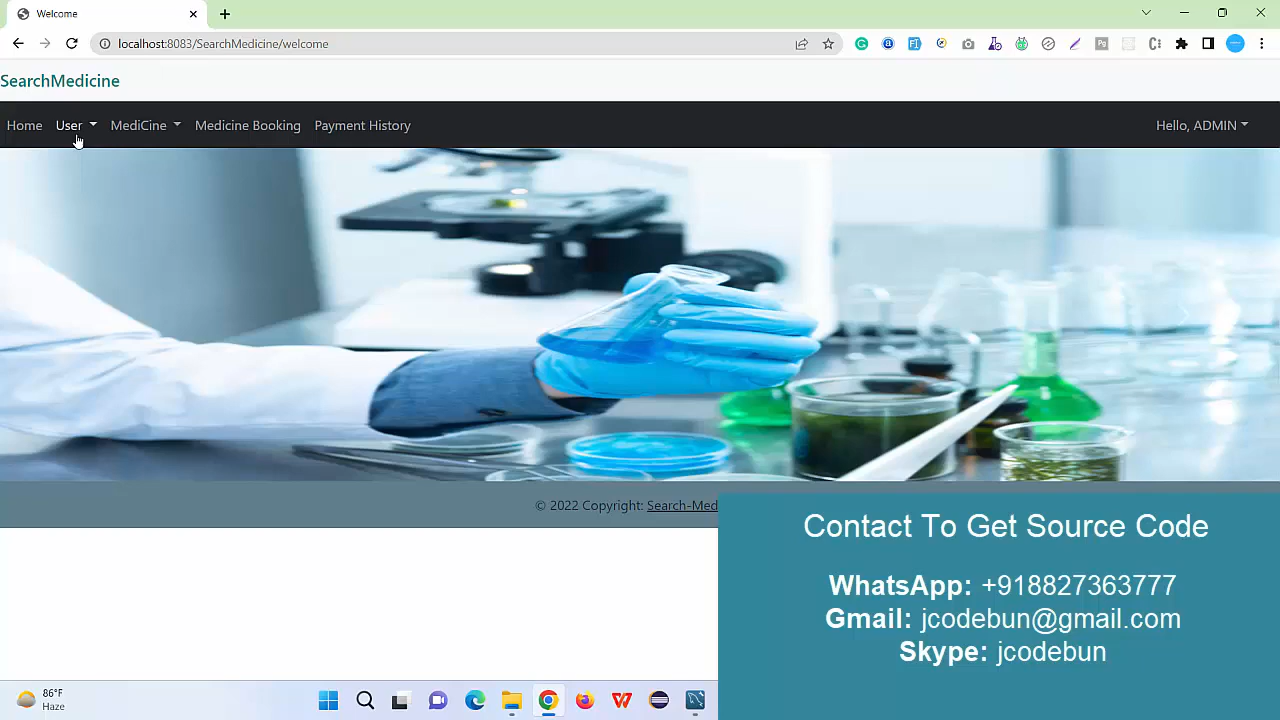 Welcome
localhost:8083/SearchMedicine/welcome
SearchMedicine
Home User MediCine Medicine Booking Payment History Hello, ADMIN
© 2022 Copyright: Search-Med
Contact To Get Source Code
WhatsApp: +918827363777
Gmail: jcodebun@gmail.com
Skype: jcodebun
86°F
Haze